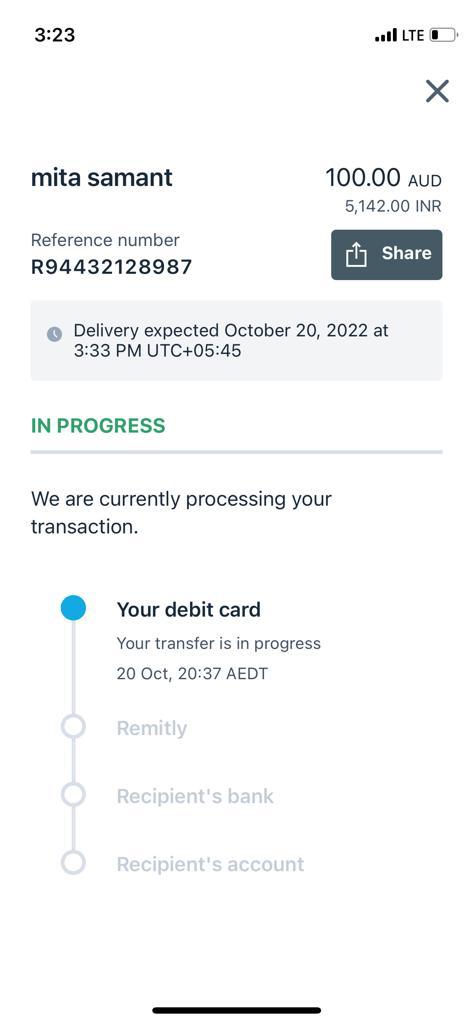 3:23
LTE
mita samant
100.00 AUD
5,142.00 INR
Reference number
R94432128987
Share
Delivery expected October 20, 2022 at
3:33 PM UTC+05:45
IN PROGRESS
We are currently processing your
transaction.
Your debit card
Your transfer is in progress
20 Oct, 20:37 AEDT
Remitly
Recipient's bank
Recipient's account